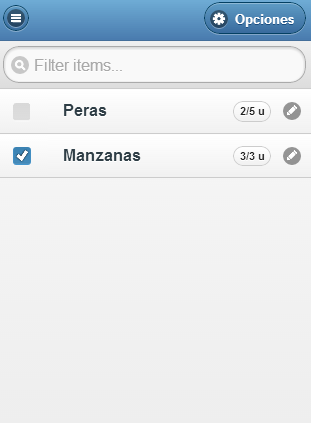 Opciones
Filter items...
Peras 2/5 u
Manzanas 3/3 u